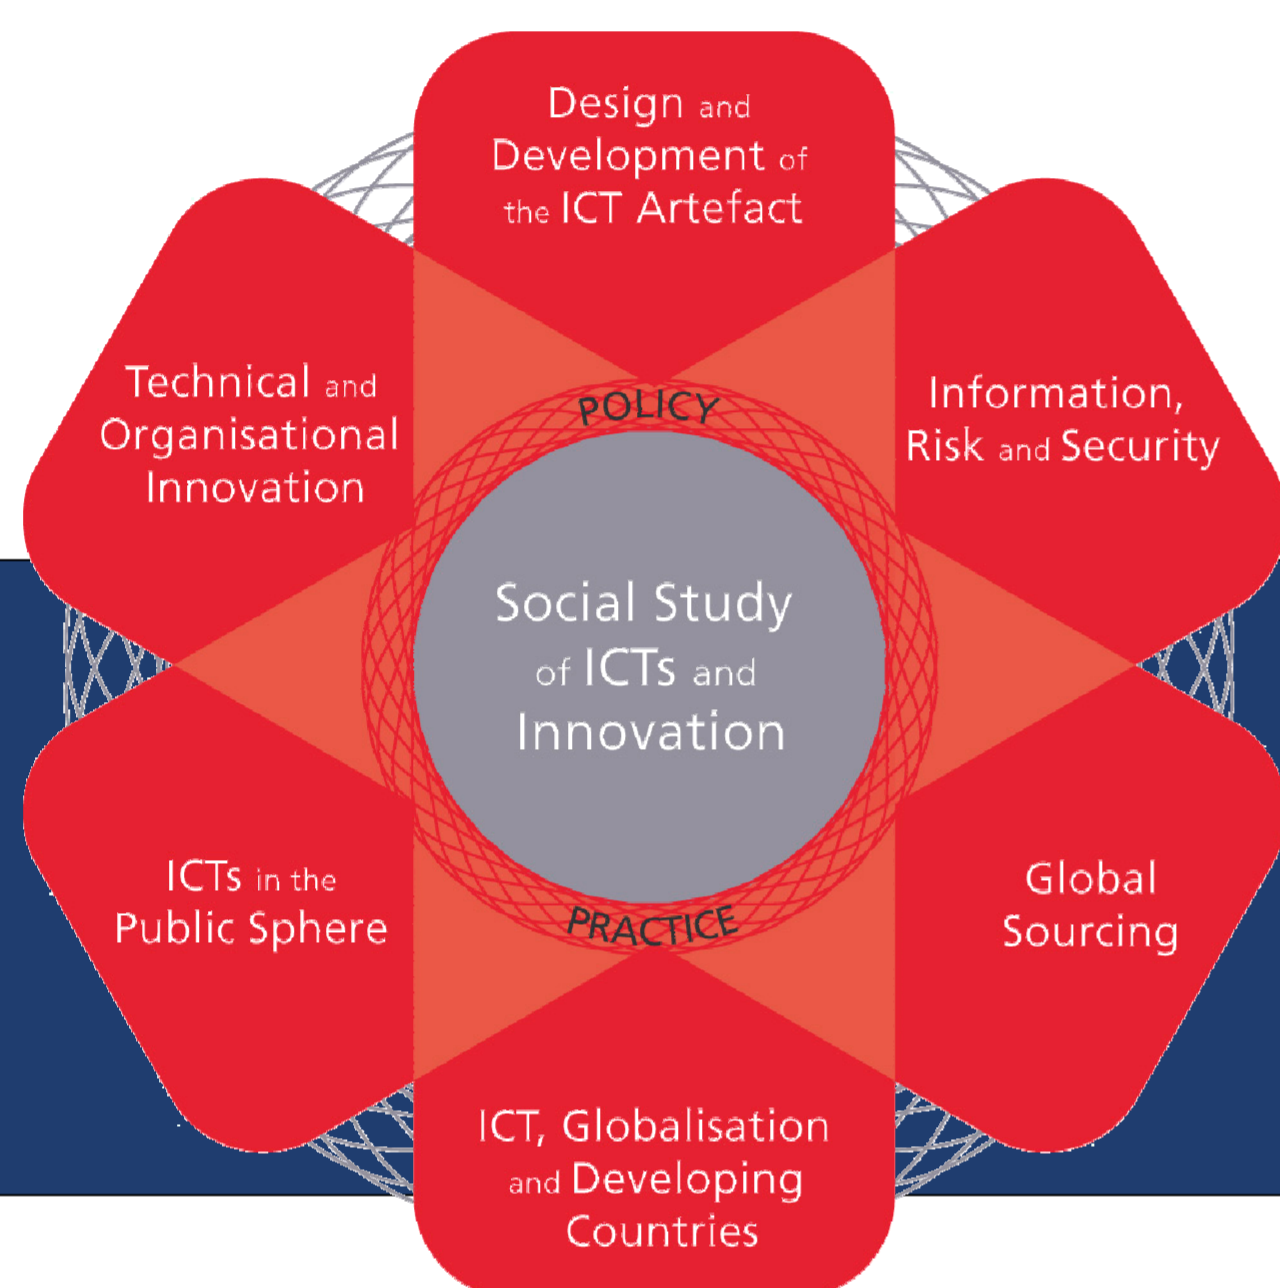 Design and
Development of
the ICT Artefact
Technical and
Organisational
Innovation
Information,
Risk and Security
POLICY
Social Study
of ICTs and
Innovation
PRACTICE
ICTs in the
Public Sphere
Global
Sourcing
ICT, Globalisation
and Developing
Countries